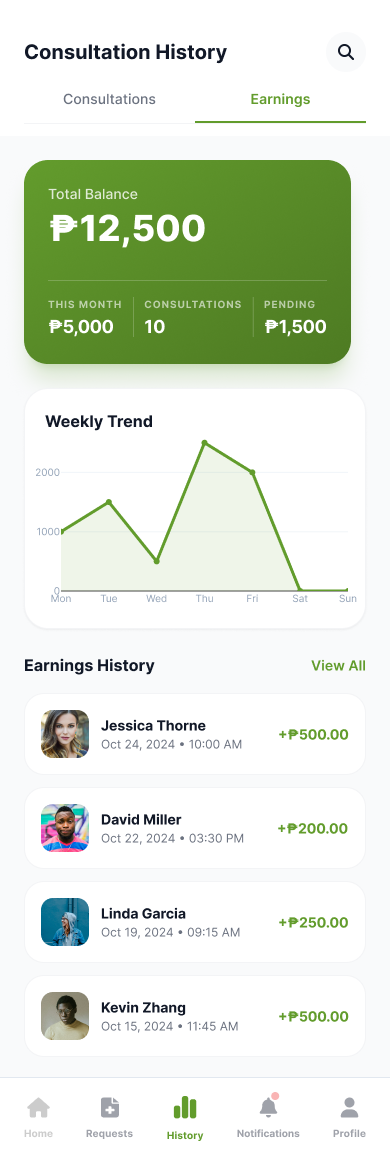 Consultation History
Consultations Earnings
Total Balance
₱12,500
THIS MONTH CONSULTATIONS PENDING
₱5,000 10 ₱1,500
Weekly Trend
2000
1000
0
Mon Tue Wed Thu Fri Sat Sun
Earnings History View All
Jessica Thorne
Oct 24, 2024 • 10:00 AM
+₱500.00
David Miller
Oct 22, 2024 • 03:30 PM
+₱200.00
Linda Garcia
Oct 19, 2024 • 09:15 AM
+₱250.00
Kevin Zhang
Oct 15, 2024 • 11:45 AM
+₱500.00
Home Requests History Notifications Profile